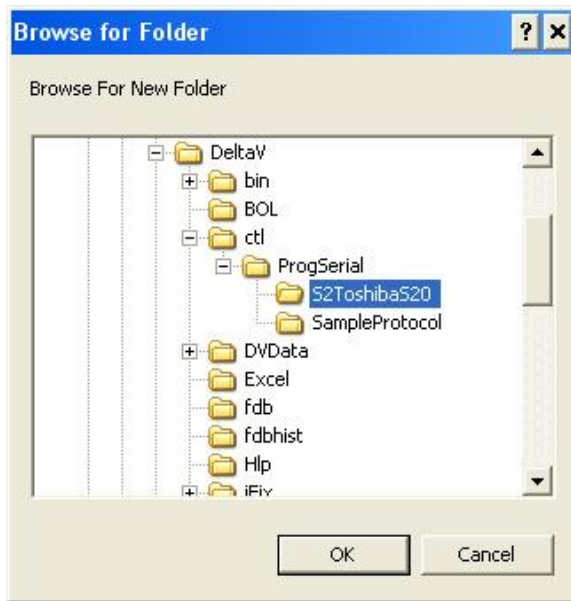 Browse for Folder
Browse For New Folder
DeltaV
bin
BOL
ctl
ProgSerial
S2ToshibaS20
SampleProtocol
DVData
Excel
fdb
fdbhist
Hlp
iFix
OK Cancel